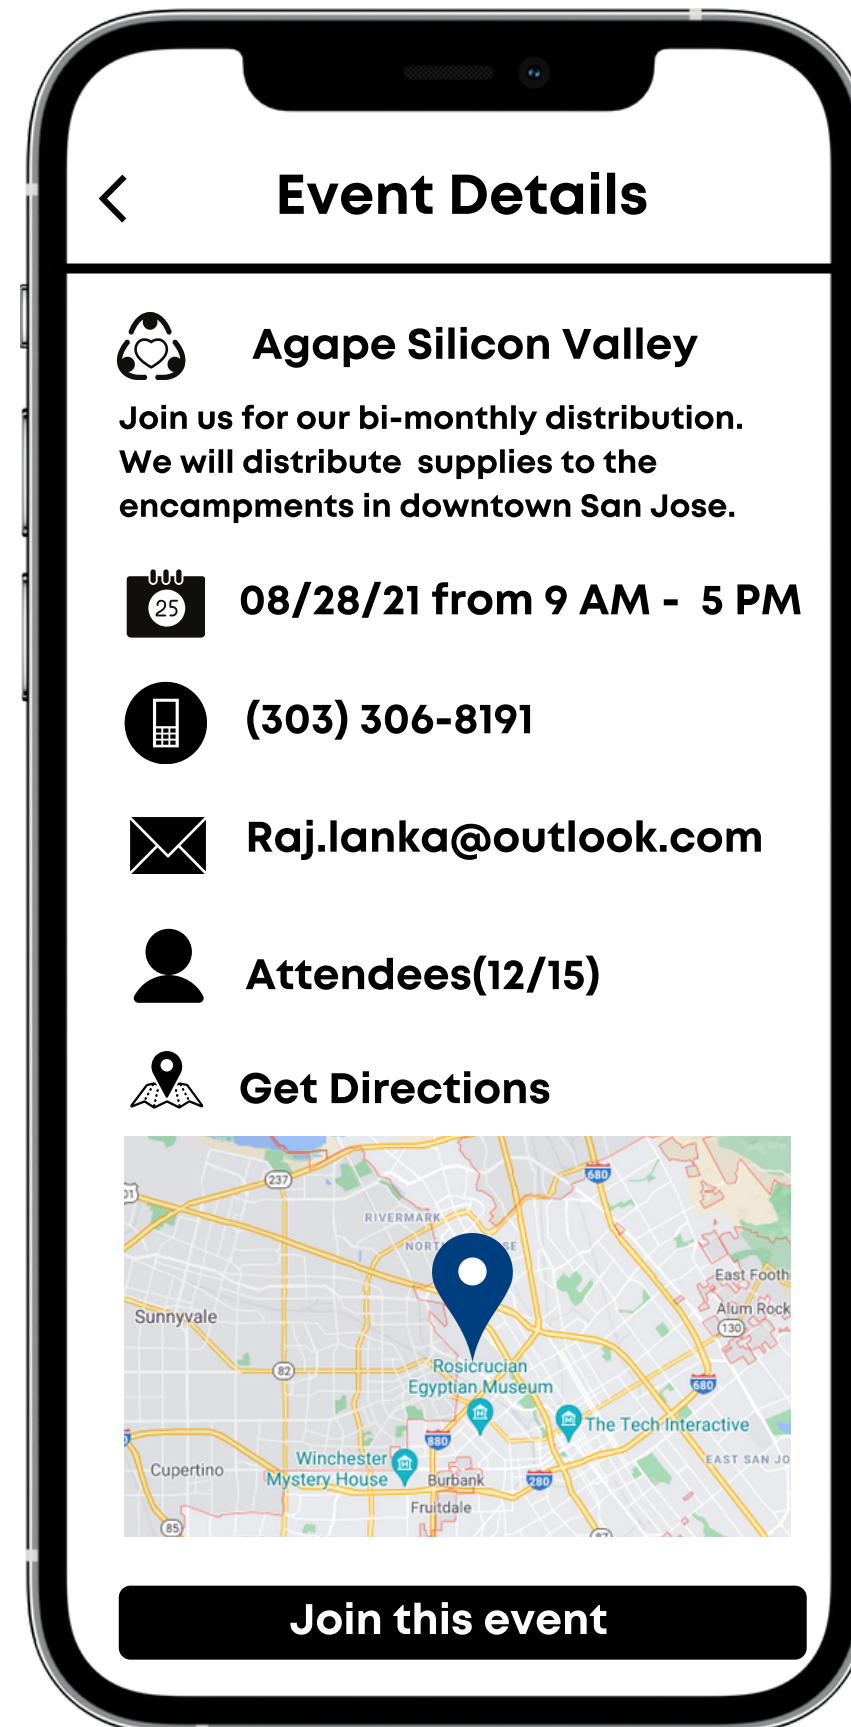 Event Details
Agape Silicon Valley
Join us for our bi-monthly distribution.
We will distribute supplies to the
encampments in downtown San Jose.
25
08/28/21 from 9 AM - 5 PM
(303) 306-8191
Raj.lanka@outlook.com
Attendees(12/15)
Get Directions
237
680
01
RIVERMARK
East Footh
Sunnyvale
Alum Rock
130
Rosicrucian
Egyptian Museum
82
680
The Tech Interactive
880
Winchester
Mystery House
EAST SAN JO
Cupertino
Burbank
280
Fruitdale
85
Join this event